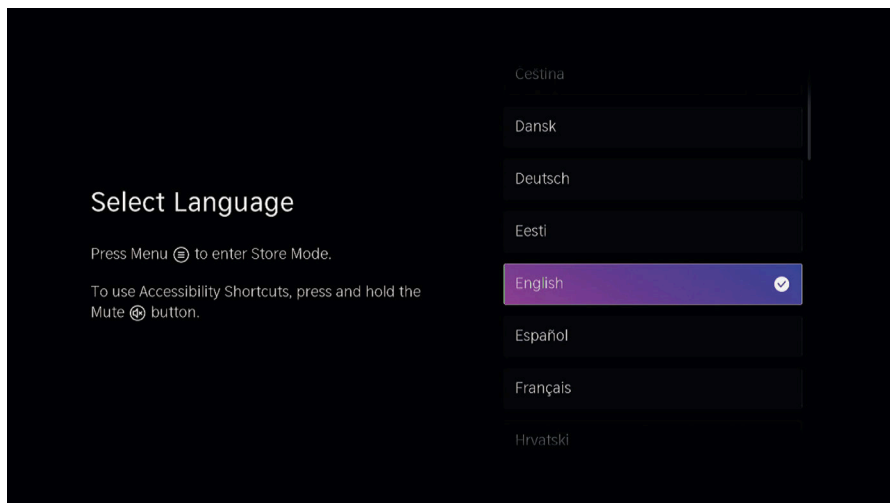 Select Language
Press Menu to enter Store Mode.
To use Accessibility Shortcuts, press and hold the
Mute button.
Čeština
Dansk
Deutsch
Eesti
English
Español
Français
Hrvatski